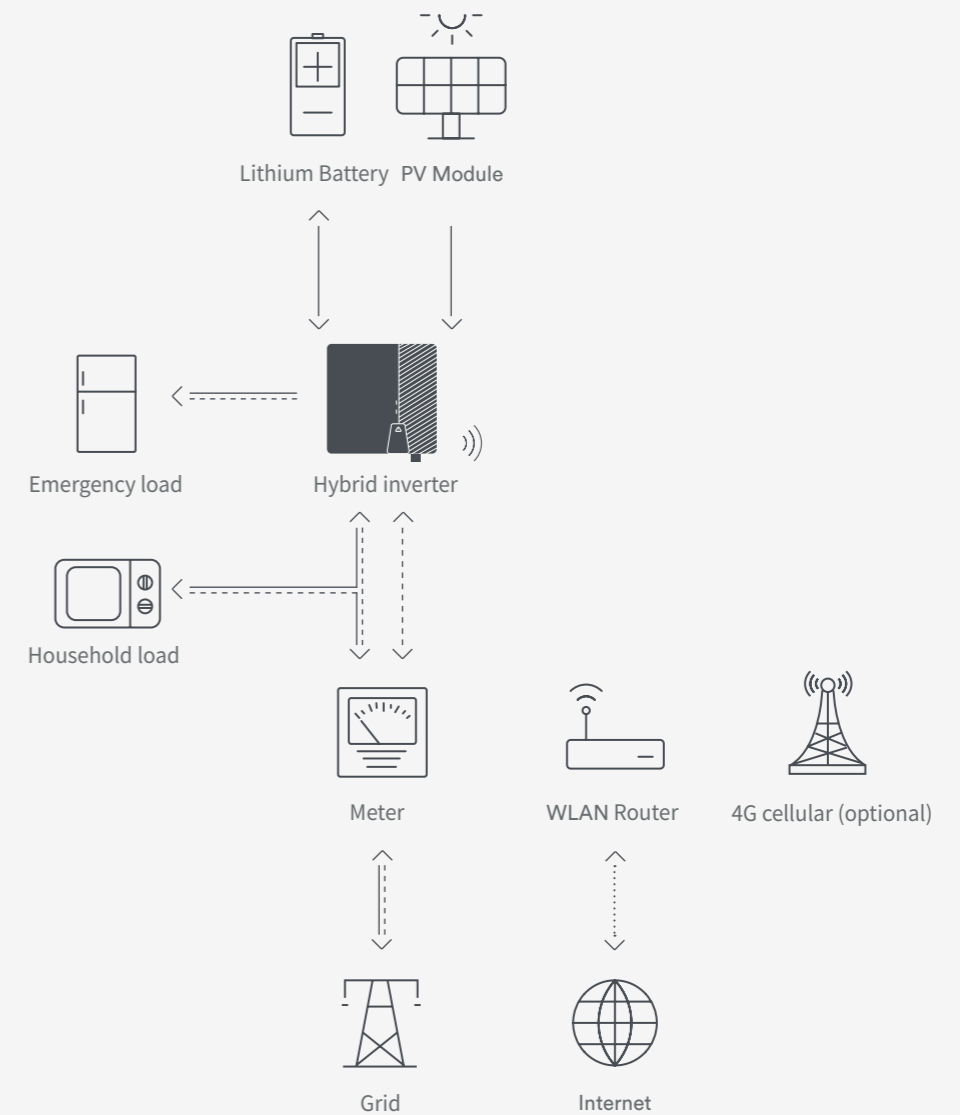 Lithium Battery
PV Module
Emergency load
Hybrid inverter
Household load
Meter
WLAN Router
4G cellular (optional)
Grid
Internet